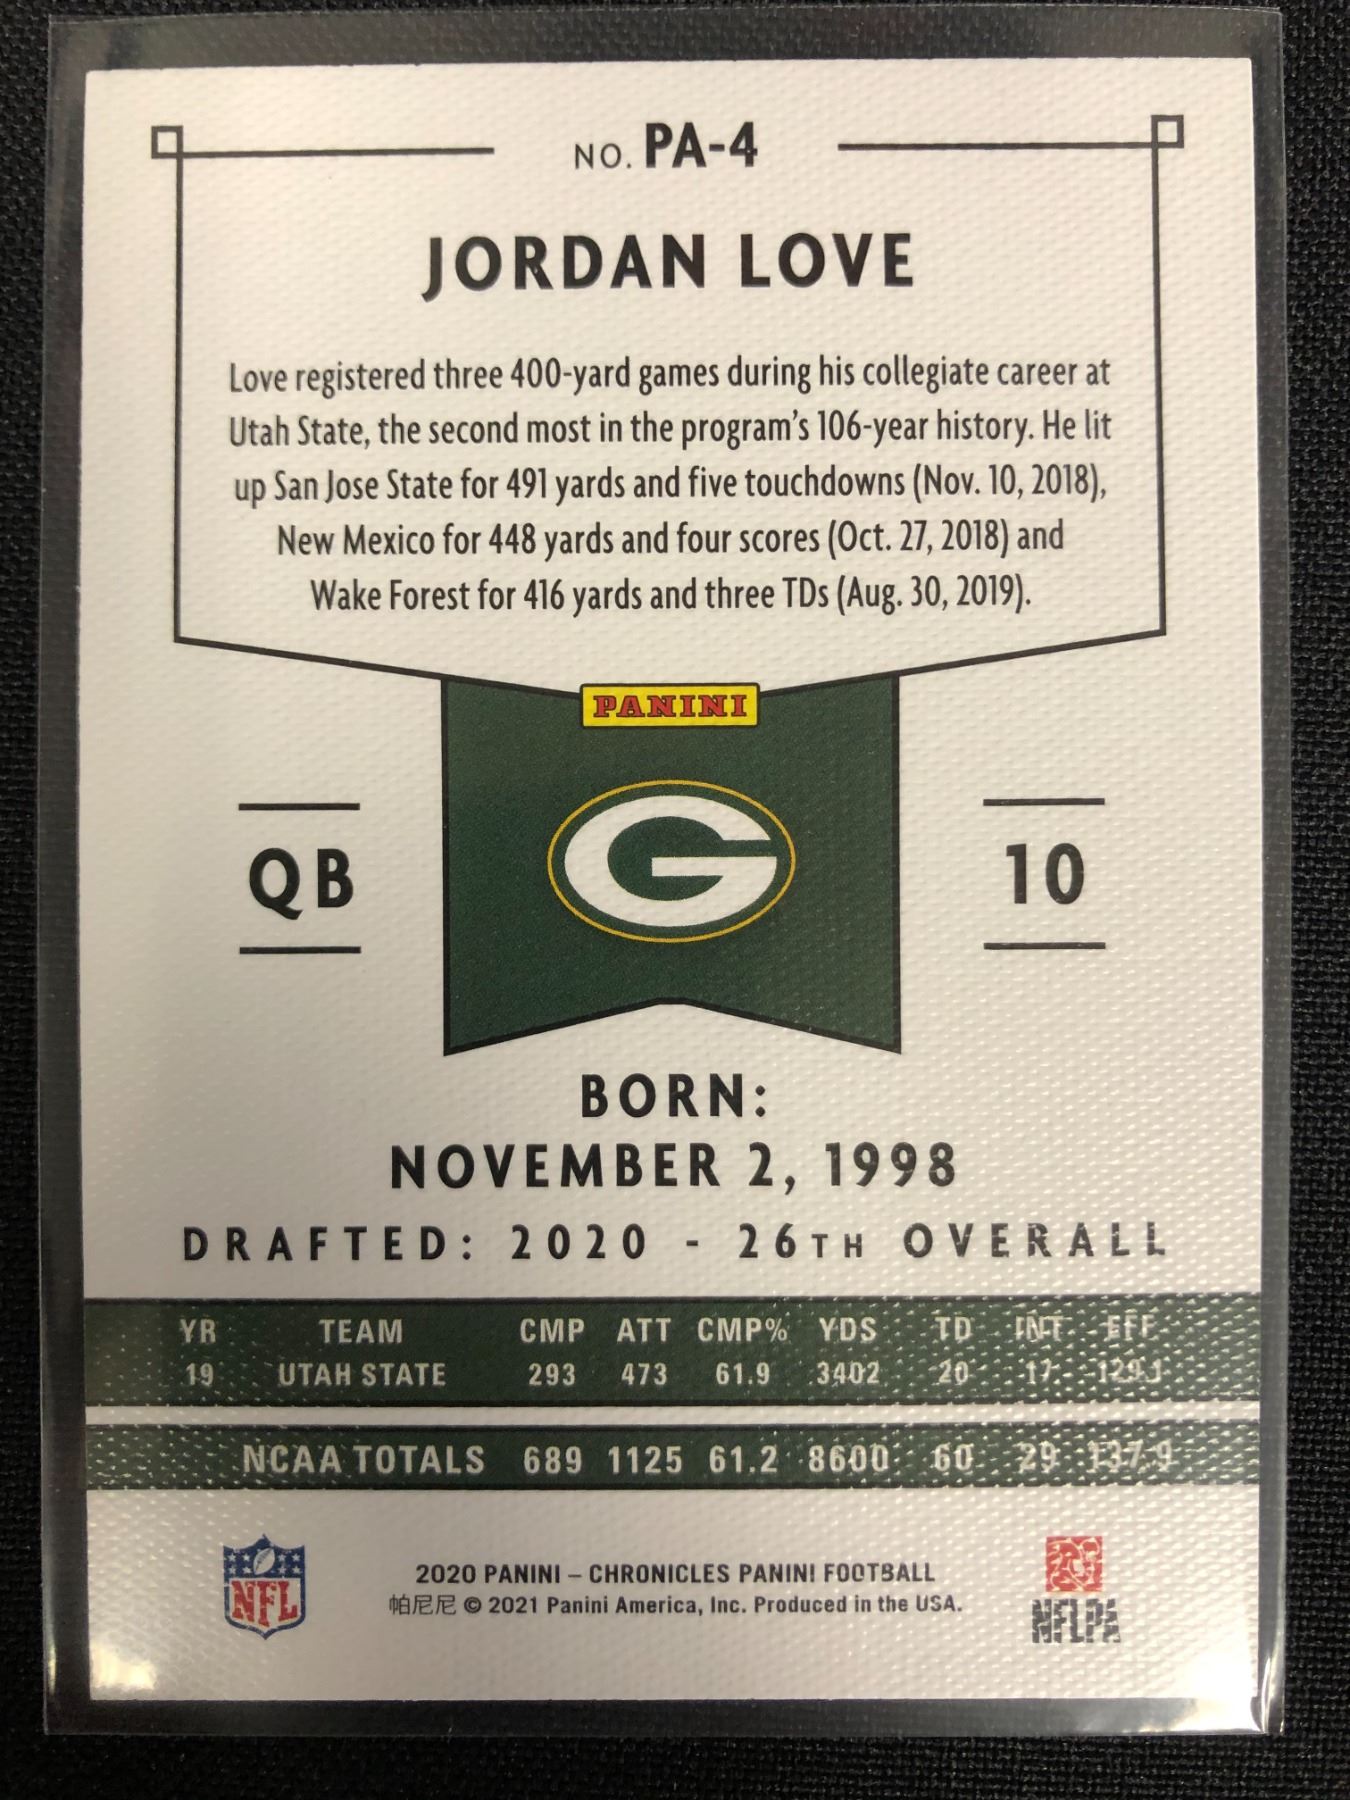 NO. PA-4
JORDAN LOVE
Love registered three 400-yard games during his collegiate career at
Utah State, the second most in the program's 106-year history. He lit
up San Jose State for 491 yards and five touchdowns (Nov. 10, 2018),
New Mexico for 448 yards and four scores (Oct. 27, 2018) and
Wake Forest for 416 yards and three TDs (Aug. 30, 2019).
PANINI
G
QB
10
BORN:
NOVEMBER 2, 1998
DRAFTED: 2020 - 26TH OVERALL
YR TEAM CMP ATT CMP% YDS TD INT EFF
19 UTAH STATE 293 473 61.9 3402 20 17 129.1
NCAA TOTALS 689 1125 61.2 8600 60 29 137.9
NFL
2020 PANINI – CHRONICLES PANINI FOOTBALL
帕尼尼 © 2021 Panini America, Inc. Produced in the USA.
NFLPA